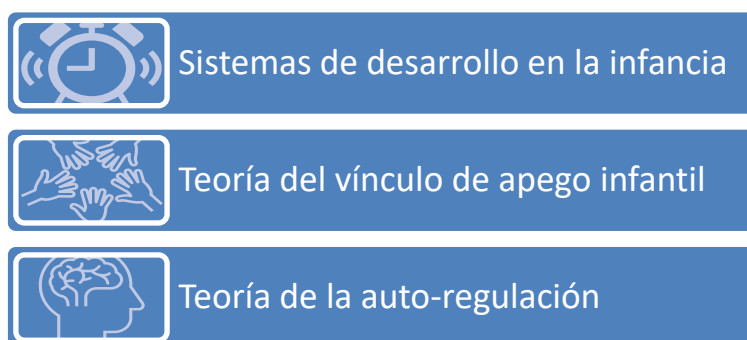 Sistemas de desarrollo en la infancia
Teoría del vínculo de apego infantil
Teoría de la auto-regulación